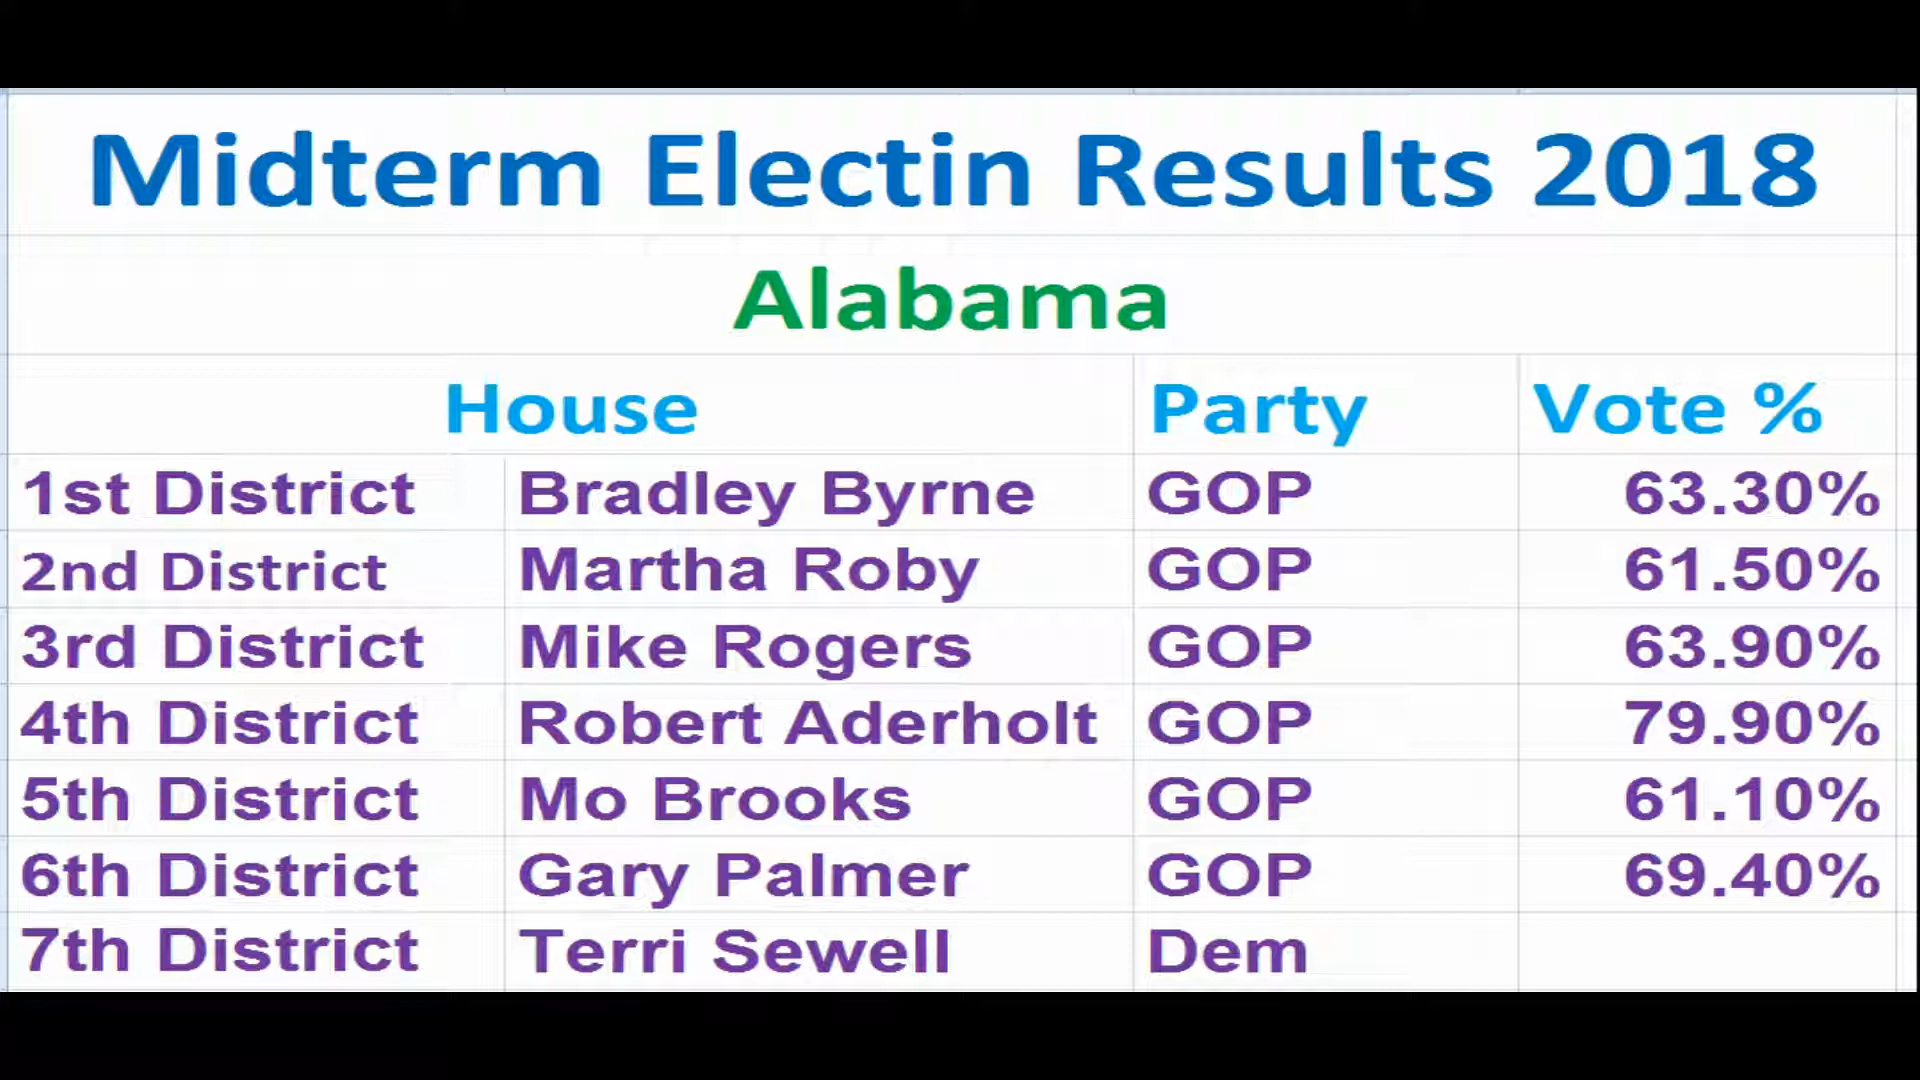 Midterm Electin Results 2018
Alabama
House Party Vote %
1st District Bradley Byrne GOP 63.30%
2nd District Martha Roby GOP 61.50%
3rd District Mike Rogers GOP 63.90%
4th District Robert Aderholt GOP 79.90%
5th District Mo Brooks GOP 61.10%
6th District Gary Palmer GOP 69.40%
7th District Terri Sewell Dem